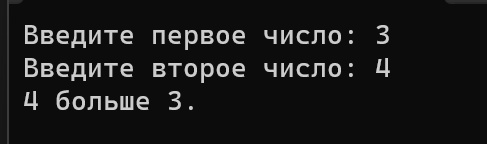 Введите первое число: 3
Введите второе число: 4
4 больше 3.